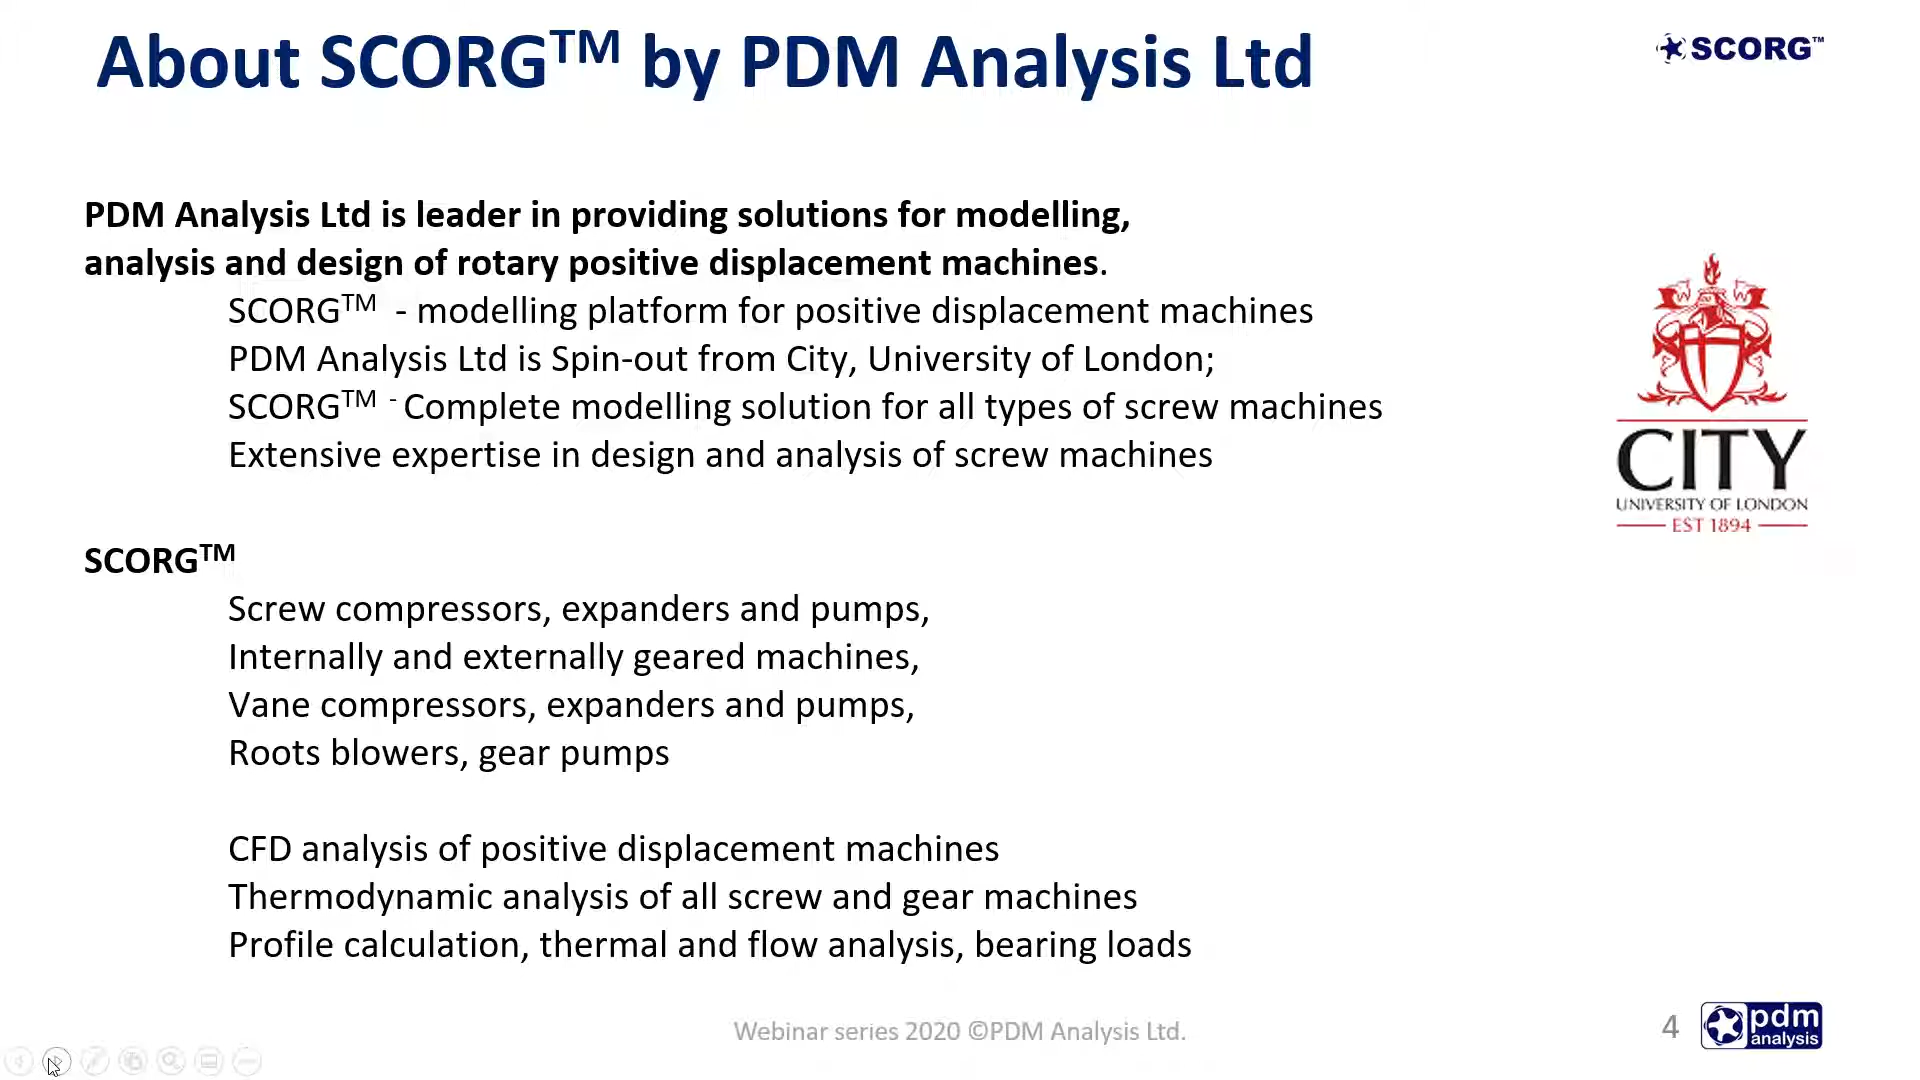 About SCORG™ by PDM Analysis Ltd
SCORG™
PDM Analysis Ltd is leader in providing solutions for modelling,
analysis and design of rotary positive displacement machines.
SCORG™ - modelling platform for positive displacement machines
PDM Analysis Ltd is Spin-out from City, University of London;
SCORG™ - Complete modelling solution for all types of screw machines
Extensive expertise in design and analysis of screw machines
CITY
UNIVERSITY OF LONDON
EST 1894
SCORG™
Screw compressors, expanders and pumps,
Internally and externally geared machines,
Vane compressors, expanders and pumps,
Roots blowers, gear pumps
CFD analysis of positive displacement machines
Thermodynamic analysis of all screw and gear machines
Profile calculation, thermal and flow analysis, bearing loads
Webinar series 2020 ©PDM Analysis Ltd.
4
pdm
analysis